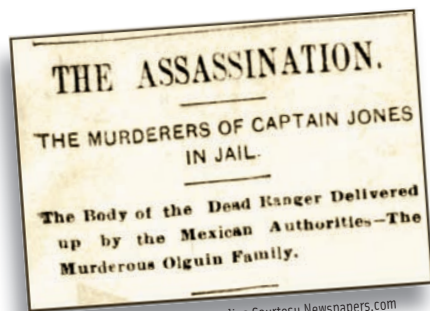 THE ASSASSINATION.
THE MURDERERS OF CAPTAIN JONES
IN JAIL.
The Body of the Dead Ranger Delivered
up by the Mexican Authorities—The
Murderous Olguin Family.
Courtesy Newspapers.com